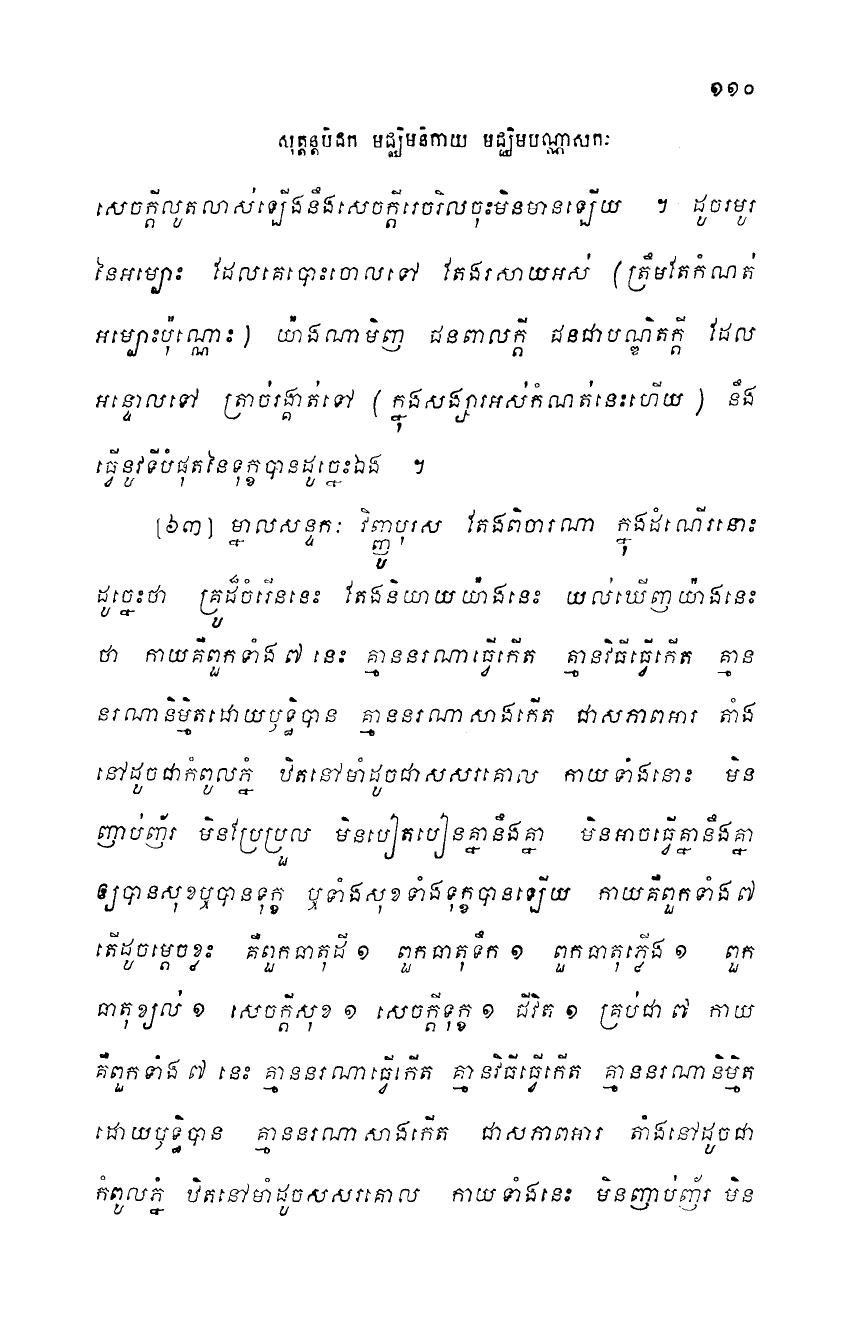 ១១០
សុត្តន្តបិដក មជ្ឈិមនិកាយ មជ្ឈិមបណ្ណាសកៈ
សេចក្តីលូតលាស់ឡើងនឹងសេចក្តីរេចរិលចុះមិនមានឡើយ ។ ដូចរមូរ
នៃអម្បោះ ដែលគេបោះចោលទៅ តែងរសាយអស់ (ត្រឹមតែកំណត់
អម្បោះប៉ុណ្ណោះ) យ៉ាងណាមិញ ជនពាលក្តី ជនជាបណ្ឌិតក្តី ដែល
អន្ទោលទៅ ត្រាច់រង្គាត់ទៅ (ក្នុងសង្សារអស់កំណត់នេះហើយ) នឹង
ធ្វើនូវទីបំផុតនៃទុក្ខបានដូច្នេះឯង ។
[៦៣] ម្នាលសន្ទកៈ វិញ្ញូបុរស តែងពិចារណា ក្នុងដំណើរនោះ
ដូច្នេះថា គ្រូដ៏ចំរើននេះ តែងនិយាយយ៉ាងនេះ យល់ឃើញយ៉ាងនេះ
ថា កាយគឺពួកទាំង៧នេះ គ្មាននរណាធ្វើកើត គ្មានវិធីធ្វើកើត គ្មាន
នរណានិម្មិតដោយឫទ្ធិបាន គ្មាននរណាសាងកើត ជាសភាពអារ តាំង
នៅដូចជាកំពូលភ្នំ ឋិតនៅមាំដូចជាសសរគោល កាយទាំងនោះ មិន
ញាប់ញ័រ មិនប្រែប្រួល មិនបៀតបៀនគ្នានឹងគ្នា មិនអាចធ្វើគ្នានឹងគ្នា
ឲ្យបានសុខឬបានទុក្ខ ឬទាំងសុខទាំងទុក្ខបានឡើយ កាយគឺពួកទាំង៧
តើដូចម្តេចខ្លះ គឺពួកធាតុដី ១ ពួកធាតុទឹក ១ ពួកធាតុភ្លើង ១ ពួក
ធាតុខ្យល់ ១ សេចក្តីសុខ ១ សេចក្តីទុក្ខ ១ ជីវិត ១ គ្រប់ជា ៧ កាយ
គឺពួកទាំង ៧ នេះ គ្មាននរណាធ្វើកើត គ្មានវិធីធ្វើកើត គ្មាននរណានិម្មិត
ដោយឫទ្ធិបាន គ្មាននរណាសាងកើត ជាសភាពអារ តាំងនៅដូចជា
កំពូលភ្នំ ឋិតនៅមាំដូចសសរគោល កាយទាំងនេះ មិនញាប់ញ័រ មិន